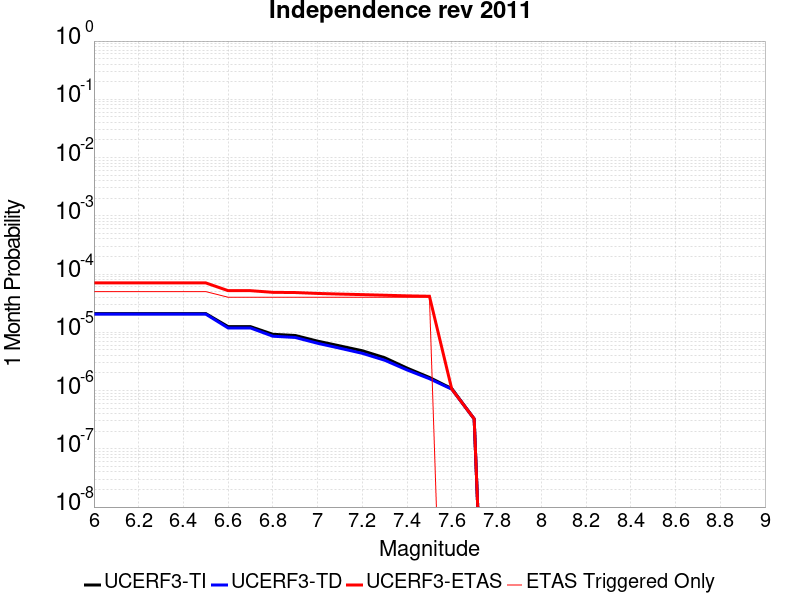 Independence rev 2011
10^0
10^-1
10^-2
10^-3
10^-4
10^-5
10^-6
10^-7
10^-8
1 Month Probability
6 6.2 6.4 6.6 6.8 7 7.2 7.4 7.6 7.8 8 8.2 8.4 8.6 8.8 9
Magnitude
UCERF3-TI UCERF3-TD UCERF3-ETAS ETAS Triggered Only